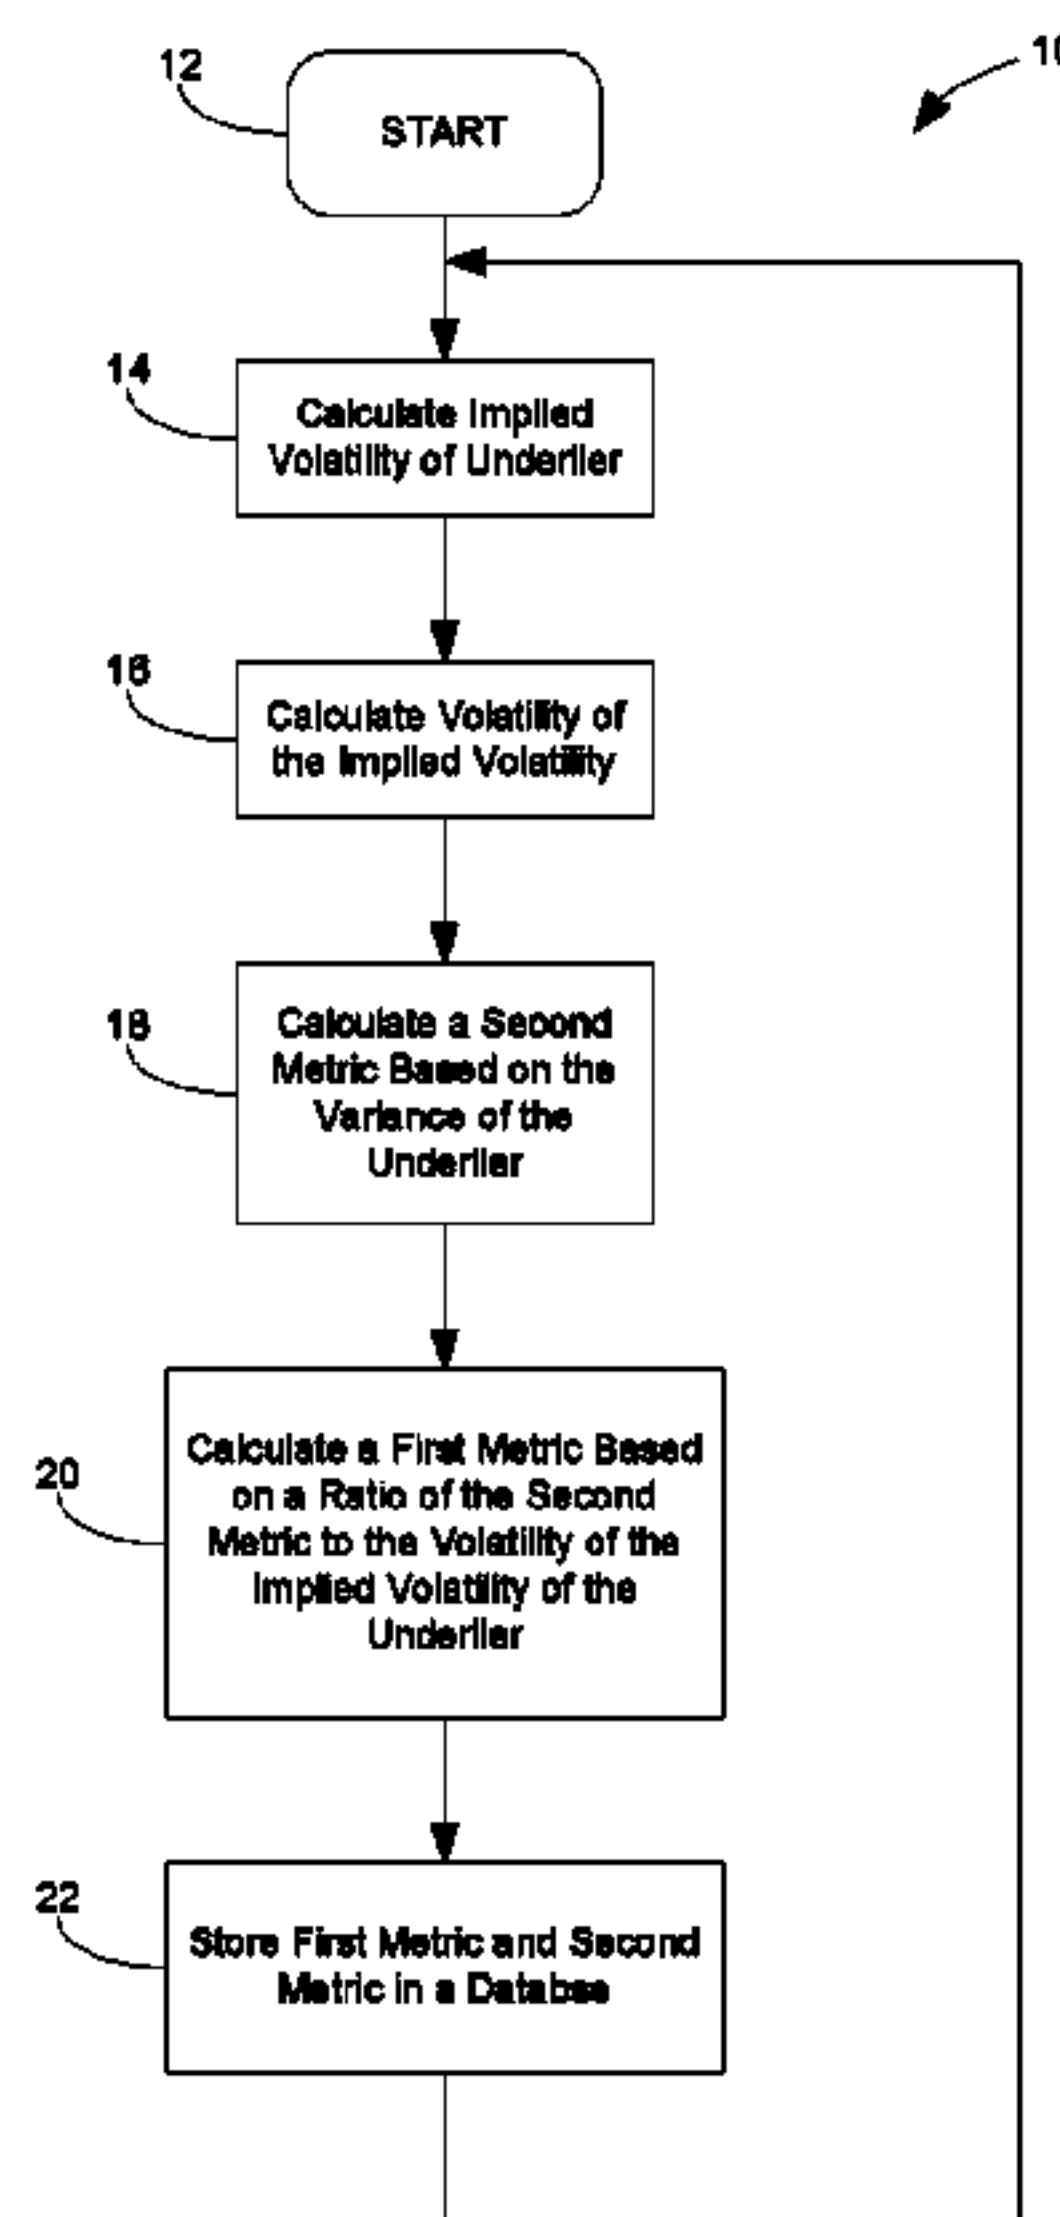 12
10
START
14
Calculate Implied
Volatility of Underlier
16
Calculate Volatility of
the Implied Volatility
18
Calculate a Second
Metric Based on the
Variance of the
Underlier
20
Calculate a First Metric Based
on a Ratio of the Second
Metric to the Volatility of the
Implied Volatility of the
Underlier
22
Store First Metric and Second
Metric in a Databse